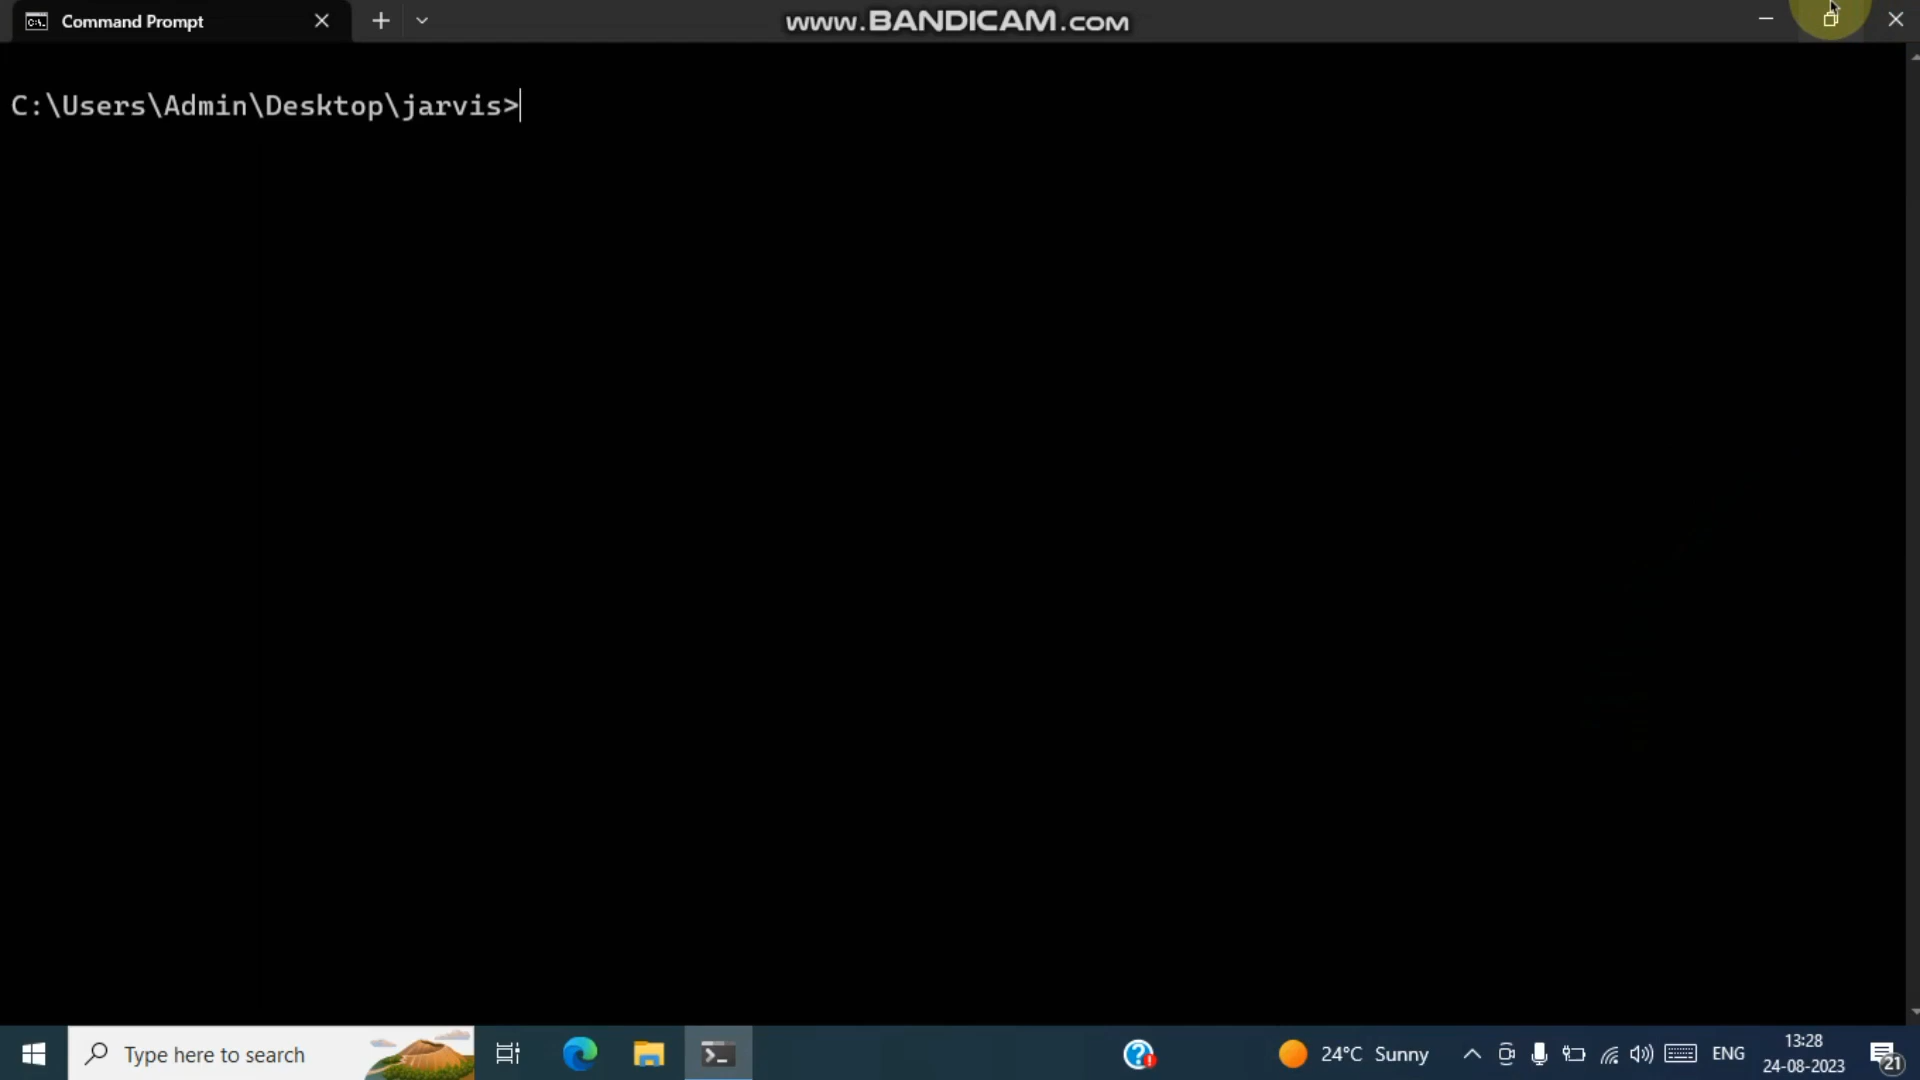 Command Prompt
www.BANDICAM.com
C:\Users\Admin\Desktop\jarvis>
Type here to search
24°C Sunny
ENG
13:28
24-08-2023
21